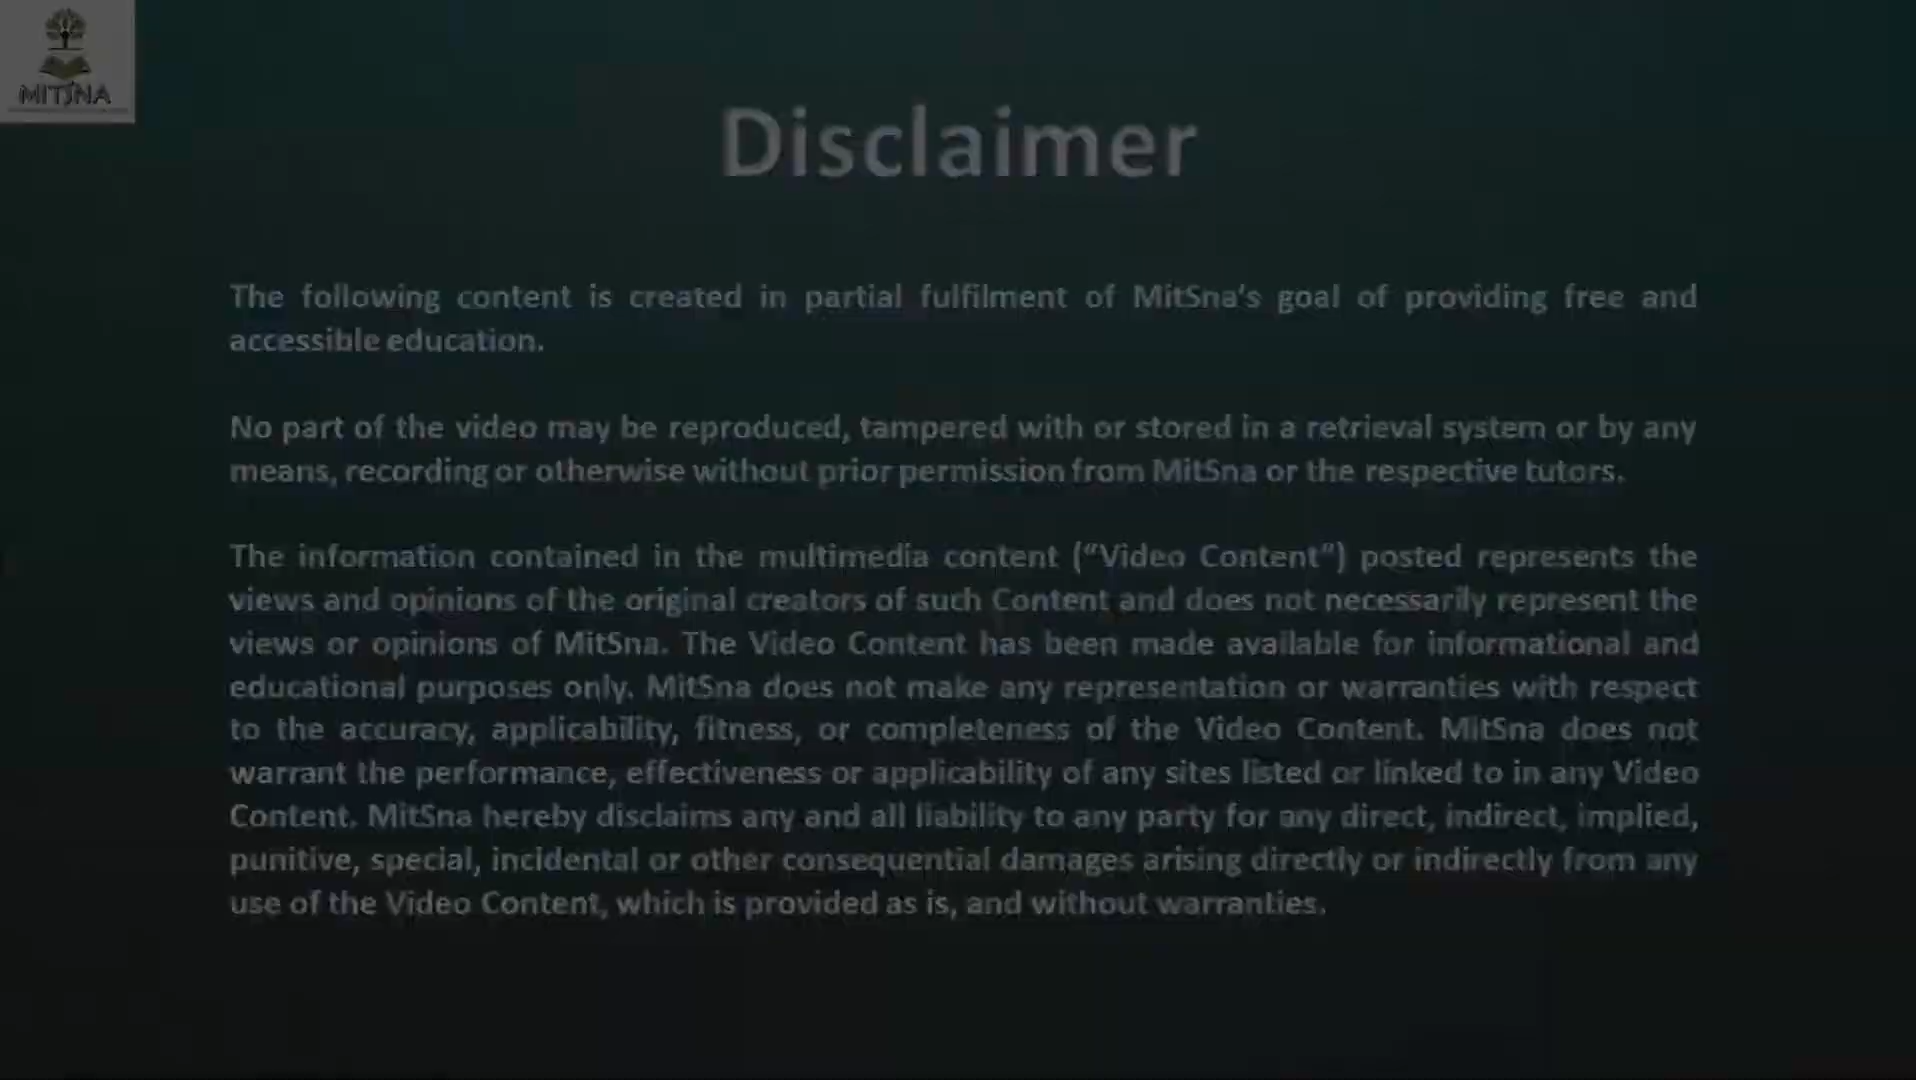 MITSNA
Disclaimer
The following content is created in partial fulfilment of MitSna's goal of providing free and
accessible education.
No part of the video may be reproduced, tampered with or stored in a retrieval system or by any
means, recording or otherwise without prior permission from MitSna or the respective tutors.
The information contained in the multimedia content (“Video Content”) posted represents the
views and opinions of the original creators of such Content and does not necessarily represent the
views or opinions of MitSna. The Video Content has been made available for informational and
educational purposes only. MitSna does not make any representation or warranties with respect
to the accuracy, applicability, fitness, or completeness of the Video Content. MitSna does not
warrant the performance, effectiveness or applicability of any sites listed or linked to in any Video
Content. MitSna hereby disclaims any and all liability to any party for any direct, indirect, implied,
punitive, special, incidental or other consequential damages arising directly or indirectly from any
use of the Video Content, which is provided as is, and without warranties.